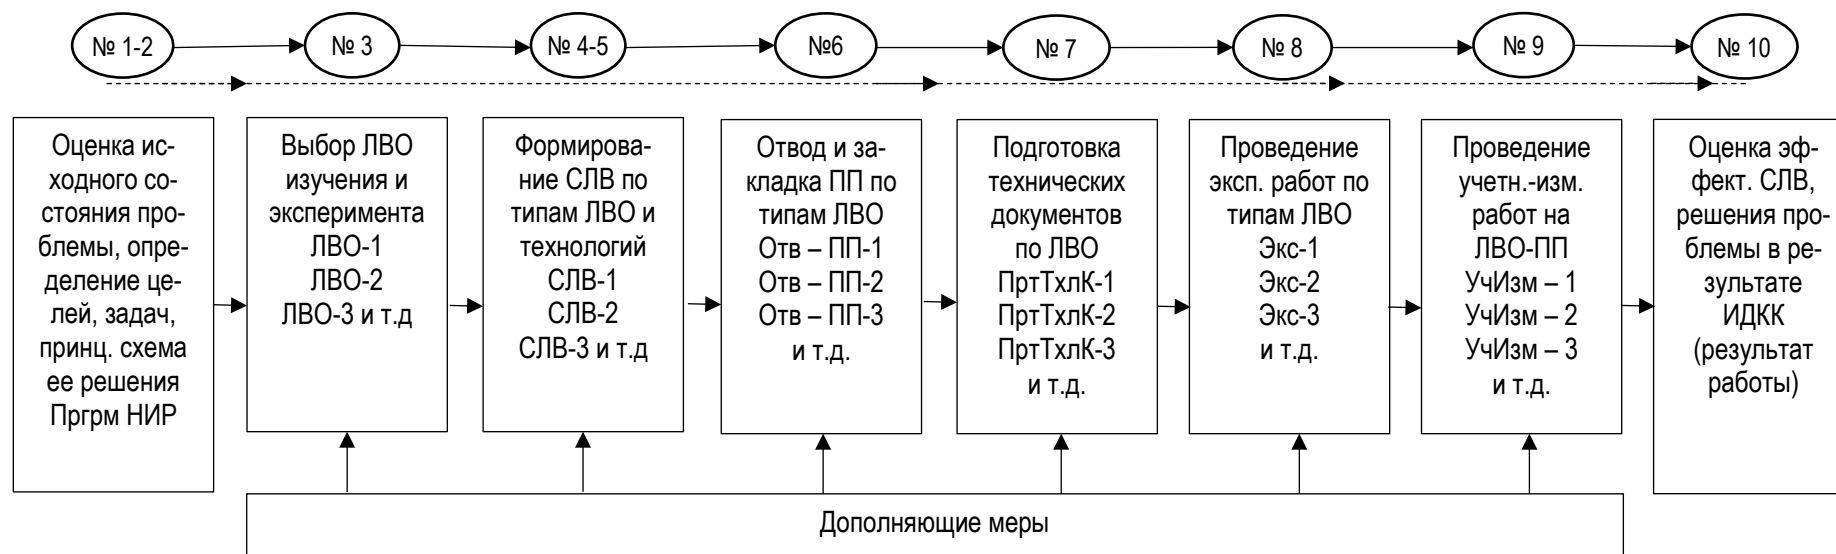 № 1-2
№ 3
№ 4-5
№6
№ 7
№ 8
№ 9
№ 10
Оценка ис-
ходного со-
стояния про-
блемы, опре-
деление це-
лей, задач,
принц. схема
ее решения
Пргрм НИР
Выбор ЛВО
изучения и
эксперимента
ЛВО-1
ЛВО-2
ЛВО-3 и т.д
Формирова-
ние СЛВ по
типам ЛВО и
технологий
СЛВ-1
СЛВ-2
СЛВ-3 и т.д
Отвод и за-
кладка ПП по
типам ЛВО
Отв – ПП-1
Отв – ПП-2
Отв – ПП-3
и т.д.
Подготовка
технических
документов
по ЛВО
ПртТхлК-1
ПртТхлК-2
ПртТхлК-3
и т.д.
Проведение
эксп. работ по
типам ЛВО
Экс-1
Экс-2
Экс-3
и т.д.
Проведение
учетн.-изм.
работ на
ЛВО-ПП
УчИзм – 1
УчИзм – 2
УчИзм – 3
и т.д.
Оценка эф-
фект. СЛВ,
решения про-
блемы в ре-
зультате
ИДКК
(результат
работы)
Дополняющие меры